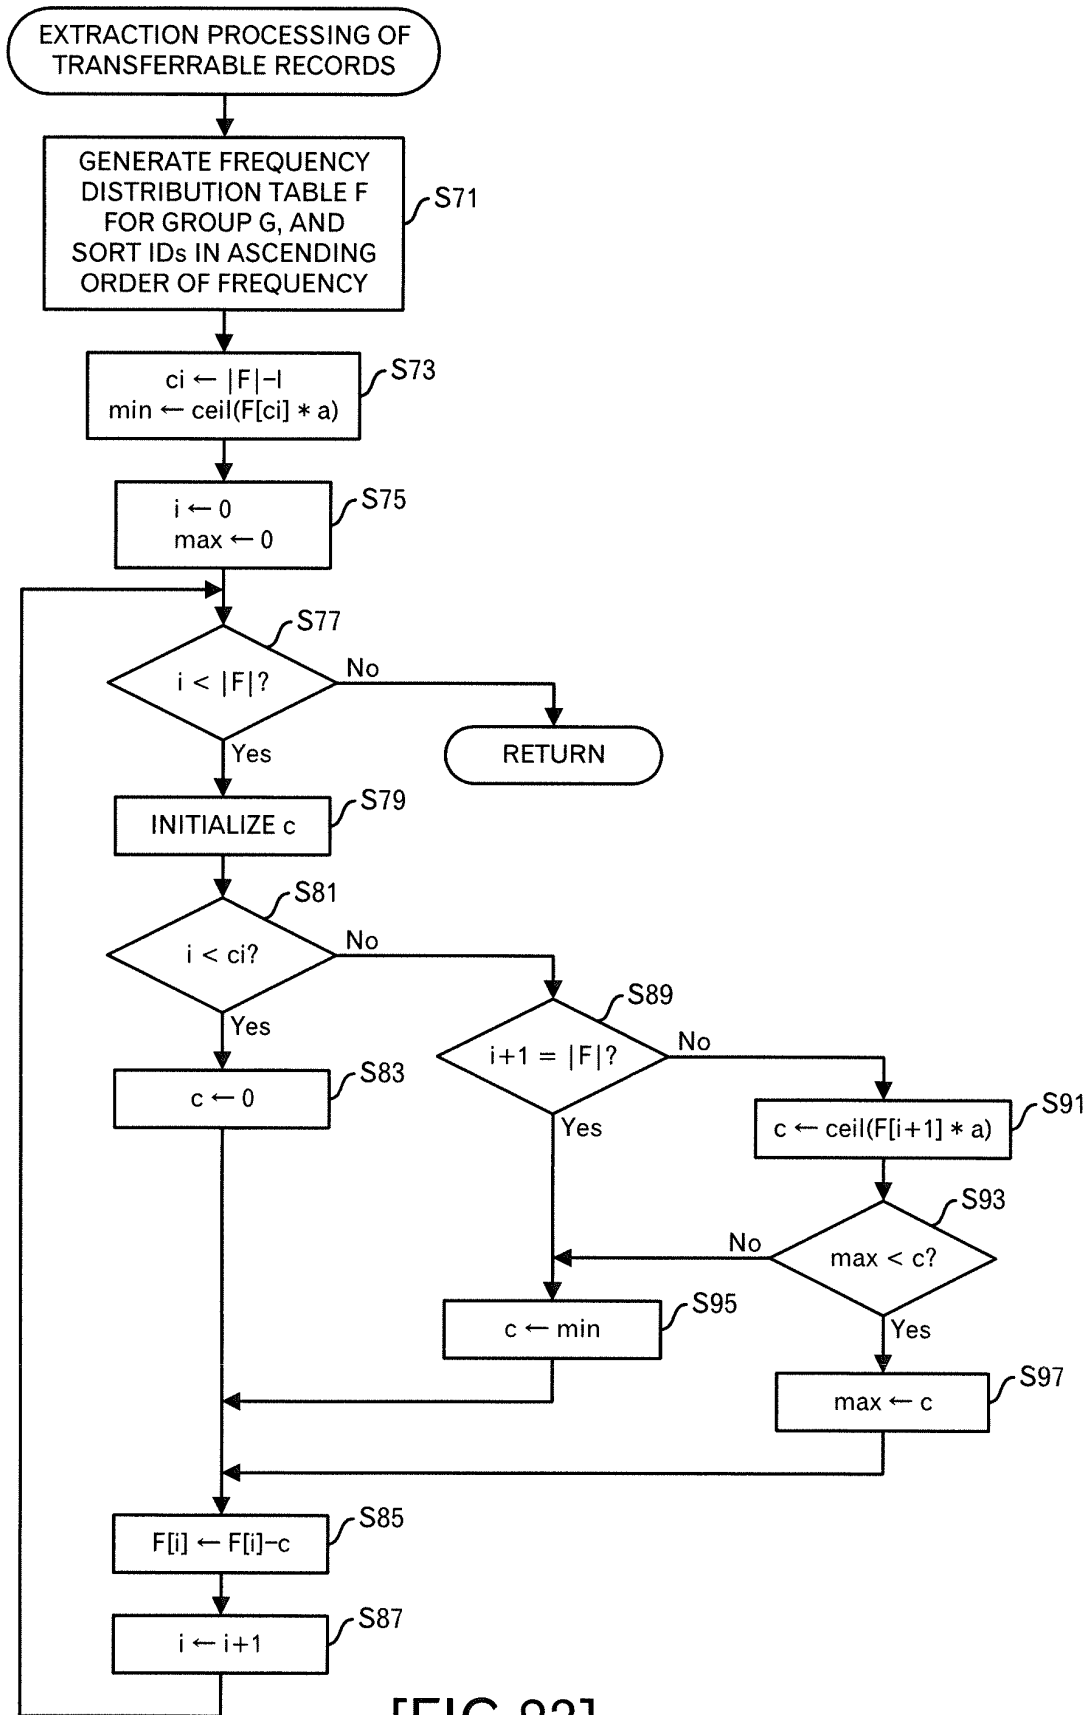 EXTRACTION PROCESSING OF
TRANSFERRABLE RECORDS
GENERATE FREQUENCY
DISTRIBUTION TABLE F
FOR GROUP G, AND
SORT IDs IN ASCENDING
ORDER OF FREQUENCY
S71
ci ← |F|−l
min ← ceil(F[ci] * a)
S73
i ← 0
max ← 0
S75
S77
i < |F|?
No
Yes
RETURN
S79
INITIALIZE c
S81
i < ci?
No
Yes
S83
c ← 0
S89
i+1 = |F|?
No
Yes
S91
c ← ceil(F[i+1] * a)
S93
max < c?
No
Yes
S95
c ← min
S97
max ← c
S85
F[i] ← F[i]−c
S87
i ← i+1